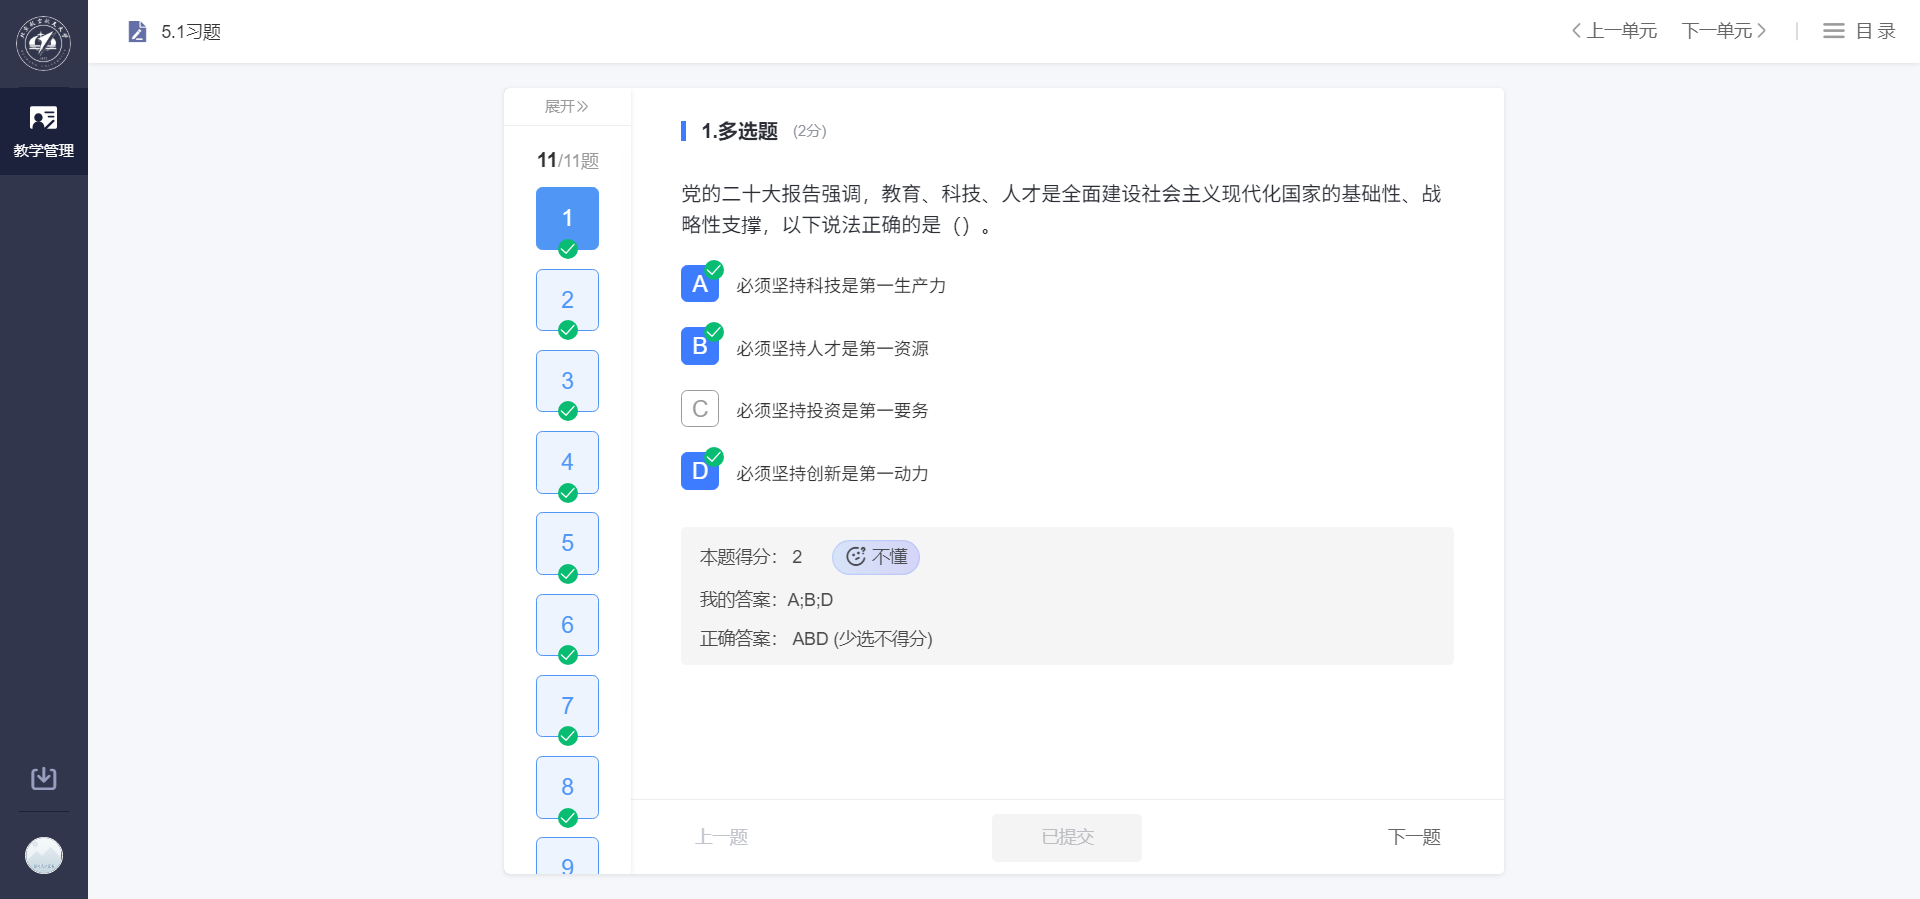 5.1习题
上一单元
下一单元
目录
教学管理
展开
11/11题
1
2
3
4
5
6
7
8
9
1.多选题 (2分)
党的二十大报告强调，教育、科技、人才是全面建设社会主义现代化国家的基础性、战
略性支撑，以下说法正确的是（）。
A 必须坚持科技是第一生产力
B 必须坚持人才是第一资源
C 必须坚持投资是第一要务
D 必须坚持创新是第一动力
本题得分： 2 不懂
我的答案：A;B;D
正确答案： ABD (少选不得分)
上一题
已提交
下一题